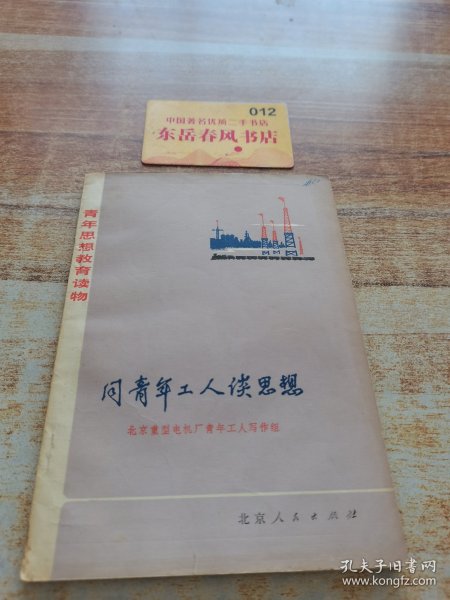 012
中国著名优质二手书店
东岳春风书店
青年思想教育读物
同青年工人谈思想
北京重型电机厂青年工人写作组
北京人民出版社
孔夫子旧书网
www.kongfz.com